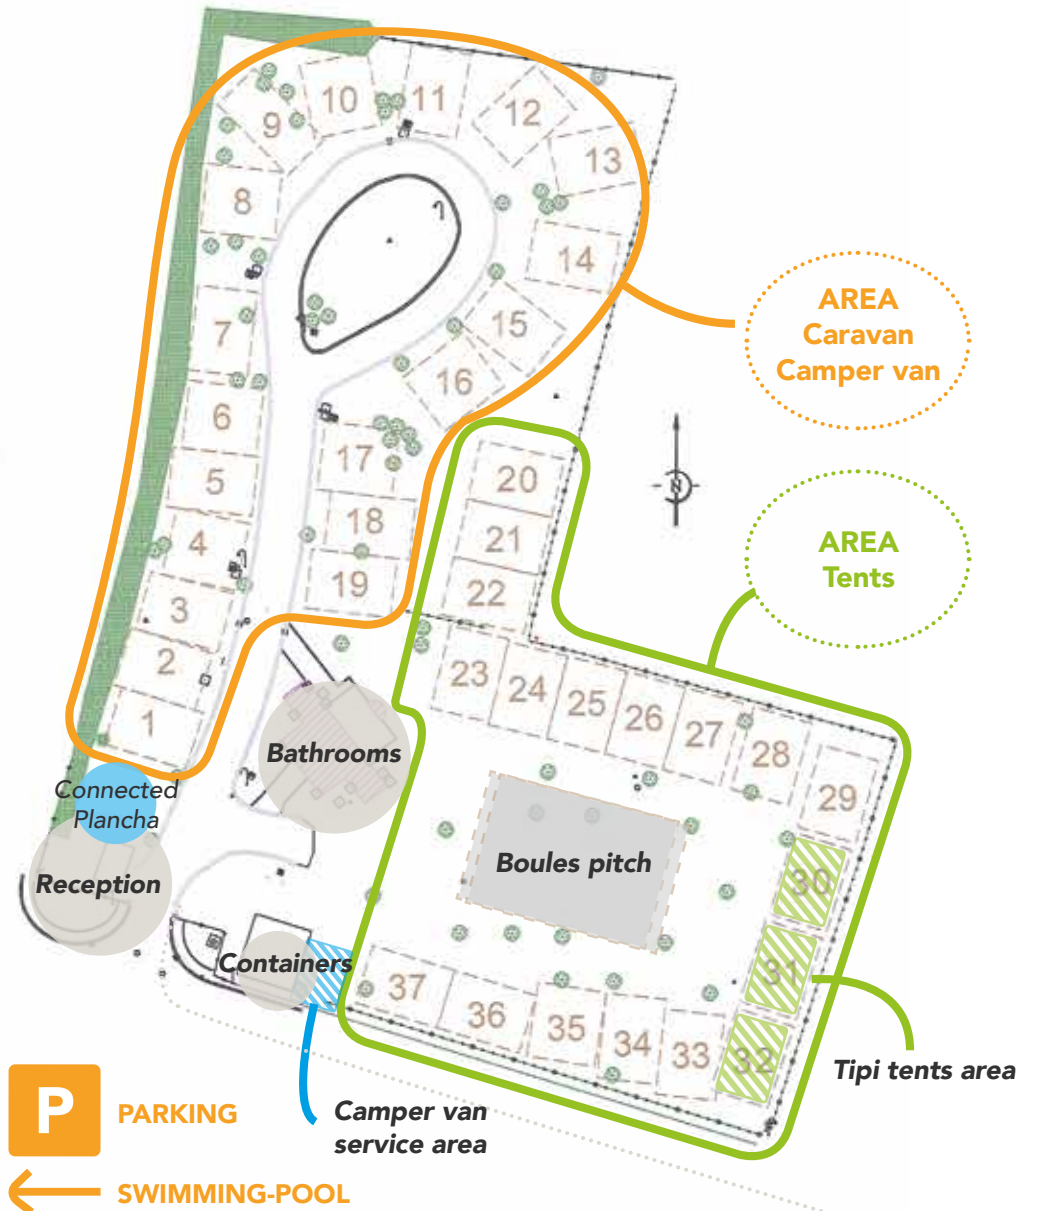 10
11
12
9
13
8
14
7
15
16
6
17
5
20
18
4
21
19
22
3
2
23
24
25
26
27
1
28
29
30
31
32
37
36
35
34
33
N
AREA
Caravan
Camper van
AREA
Tents
Bathrooms
Connected
Plancha
Reception
Boules pitch
Containers
Tipi tents area
Camper van
service area
P
PARKING
SWIMMING-POOL